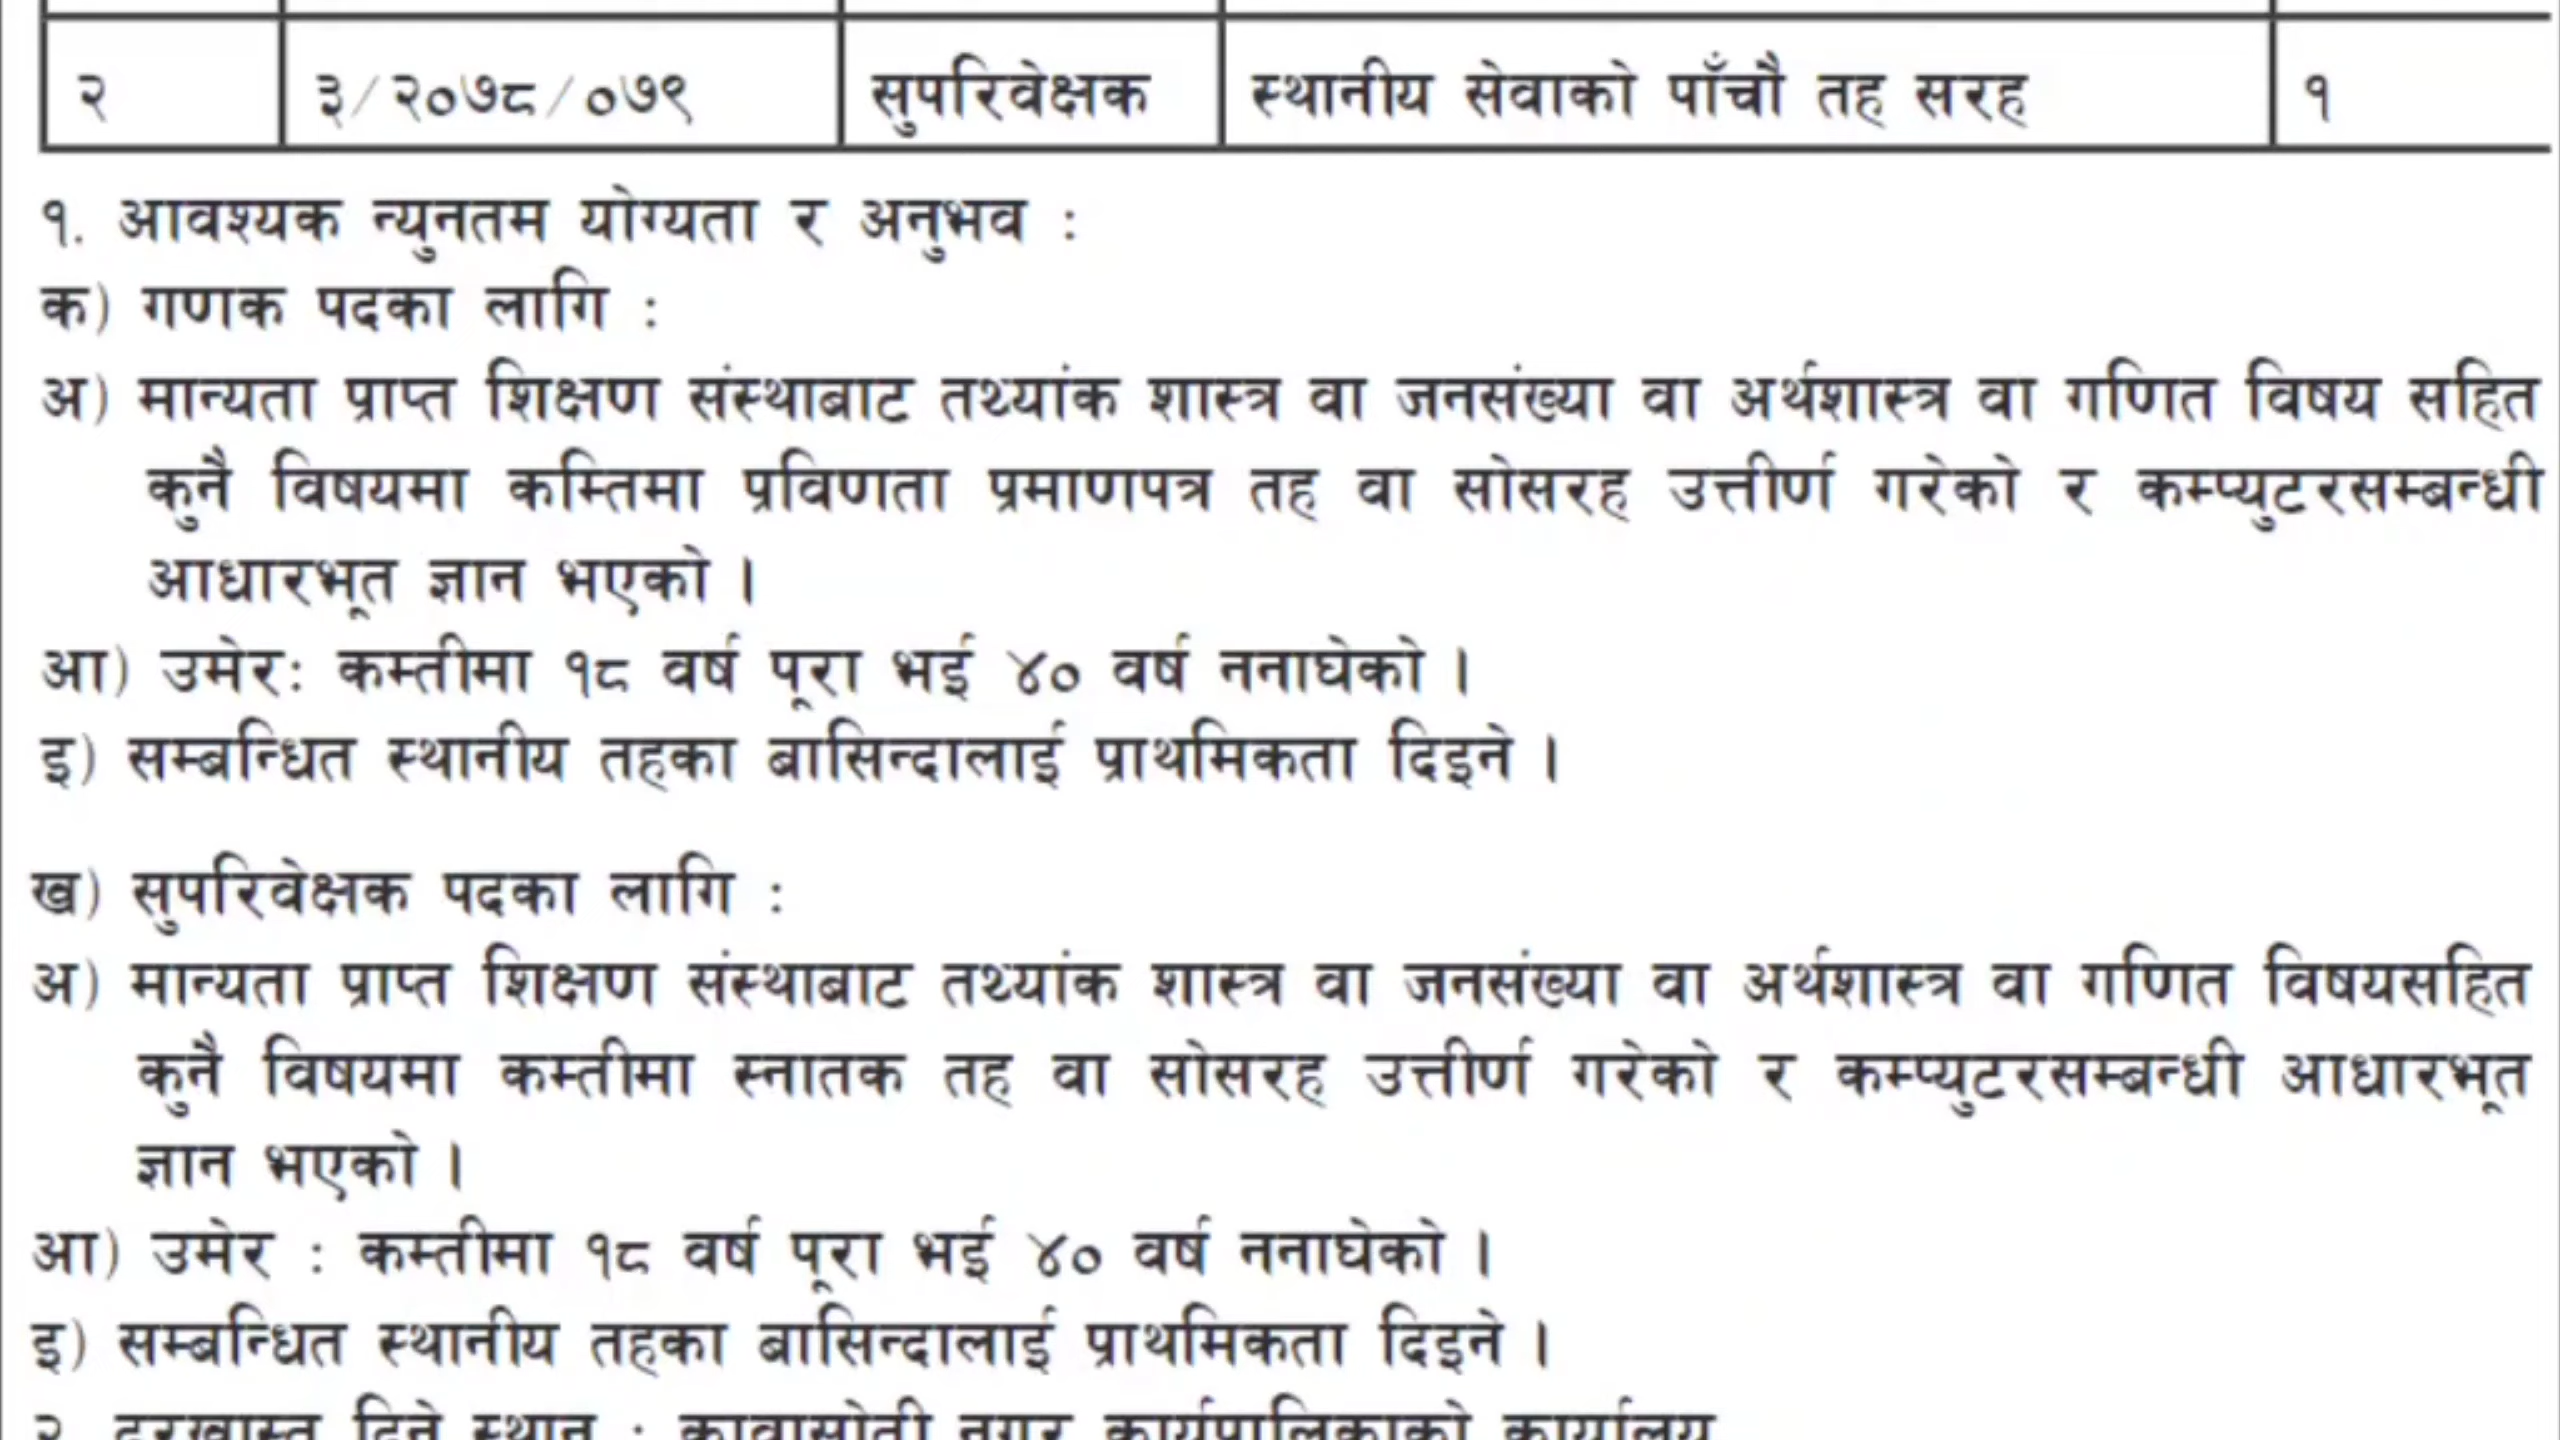 २ ३/२०७८/०७९ सुपरिवेक्षक स्थानीय सेवाको पाँचौ तह सरह १
१. आवश्यक न्युनतम योग्यता र अनुभव :
क) गणक पदका लागि :
अ) मान्यता प्राप्त शिक्षण संस्थाबाट तथ्यांक शास्त्र वा जनसंख्या वा अर्थशास्त्र वा गणित विषय सहित
कुनै विषयमा कम्तिमा प्रविणता प्रमाणपत्र तह वा सोसरह उत्तीर्ण गरेको र कम्प्युटरसम्बन्धी
आधारभूत ज्ञान भएको ।
आ) उमेरः कम्तीमा १८ वर्ष पूरा भई ४० वर्ष ननाघेको ।
इ) सम्बन्धित स्थानीय तहका बासिन्दालाई प्राथमिकता दिइने ।
ख) सुपरिवेक्षक पदका लागि :
अ) मान्यता प्राप्त शिक्षण संस्थाबाट तथ्यांक शास्त्र वा जनसंख्या वा अर्थशास्त्र वा गणित विषयसहित
कुनै विषयमा कम्तीमा स्नातक तह वा सोसरह उत्तीर्ण गरेको र कम्प्युटरसम्बन्धी आधारभूत
ज्ञान भएको ।
आ) उमेर : कम्तीमा १८ वर्ष पूरा भई ४० वर्ष ननाघेको ।
इ) सम्बन्धित स्थानीय तहका बासिन्दालाई प्राथमिकता दिइने ।
२. दरखास्त दिने स्थान : कावासोती नगर कार्यपालिकाको कार्यालय